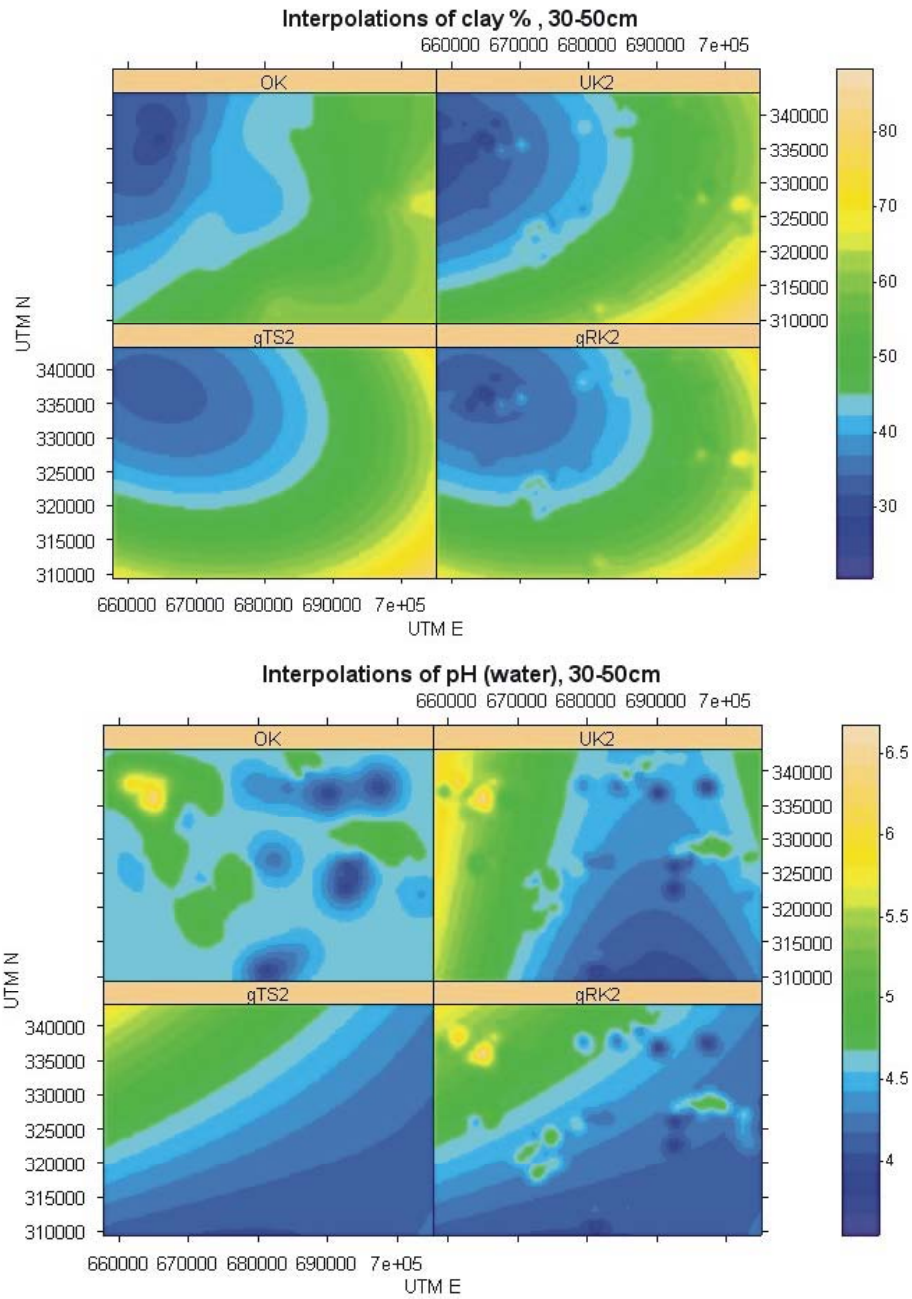 Interpolations of clay % , 30-50cm
660000 670000 680000 690000 7e+05
OK UK2
340000
335000
330000
325000
320000
315000
310000
gTS2 gRK2
340000
335000
330000
325000
320000
315000
310000
660000 670000 680000 690000 7e+05
UTM E
UTM N
80
70
60
50
40
30
Interpolations of pH (water), 30-50cm
660000 670000 680000 690000 7e+05
OK UK2
340000
335000
330000
325000
320000
315000
310000
gTS2 gRK2
340000
335000
330000
325000
320000
315000
310000
660000 670000 680000 690000 7e+05
UTM E
UTM N
6.5
6
5.5
5
4.5
4